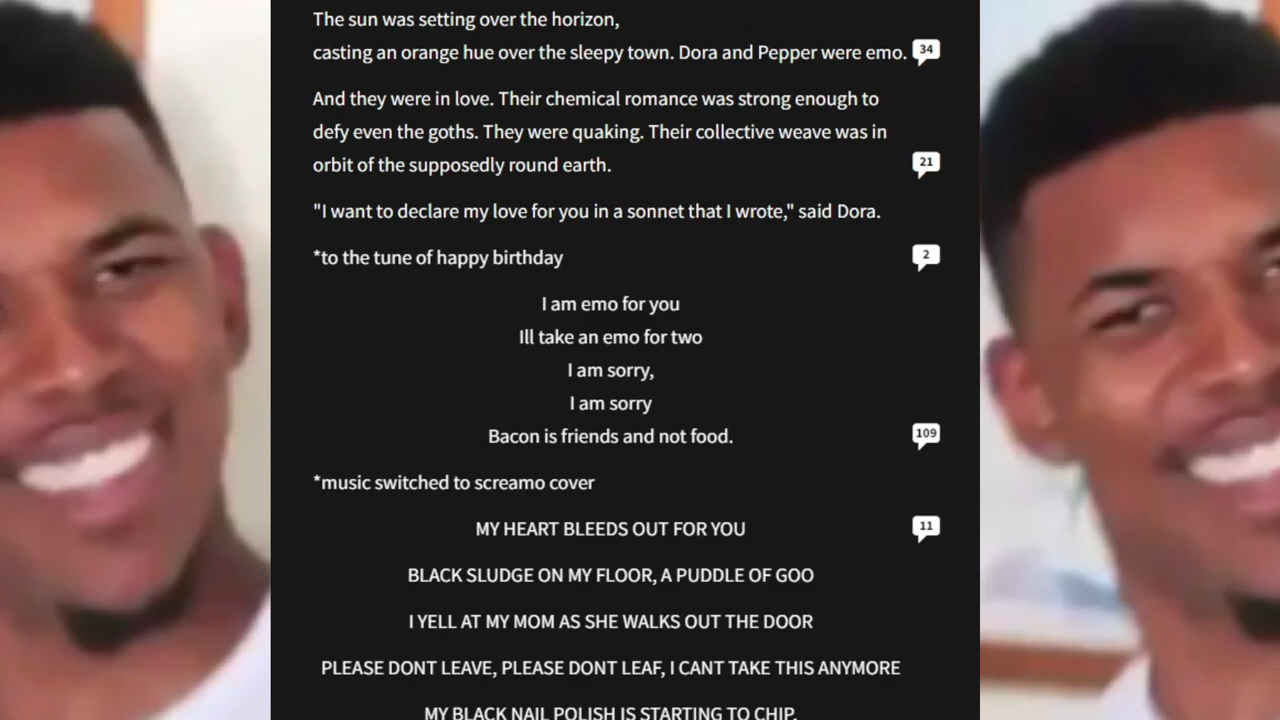 The sun was setting over the horizon,
casting an orange hue over the sleepy town. Dora and Pepper were emo. 34
And they were in love. Their chemical romance was strong enough to
defy even the goths. They were quaking. Their collective weave was in
orbit of the supposedly round earth. 21
"I want to declare my love for you in a sonnet that I wrote," said Dora.
*to the tune of happy birthday 2
I am emo for you
Ill take an emo for two
I am sorry,
I am sorry
Bacon is friends and not food. 109
*music switched to screamo cover
MY HEART BLEEDS OUT FOR YOU 11
BLACK SLUDGE ON MY FLOOR, A PUDDLE OF GOO
I YELL AT MY MOM AS SHE WALKS OUT THE DOOR
PLEASE DONT LEAVE, PLEASE DONT LEAF, I CANT TAKE THIS ANYMORE
MY BLACK NAIL POLISH IS STARTING TO CHIP,